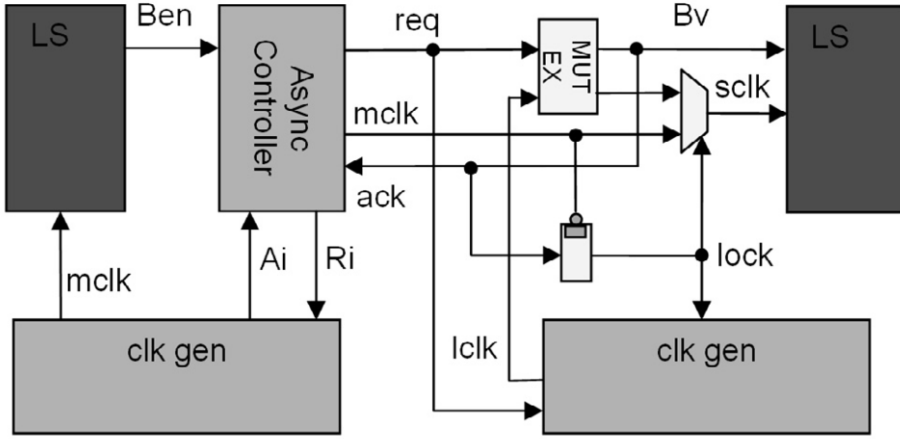 LS
Ben
Async
Controller
req
MUT
EX
Bv
LS
sclk
mclk
ack
mclk
Ai
Ri
lock
clk gen
lclk
clk gen